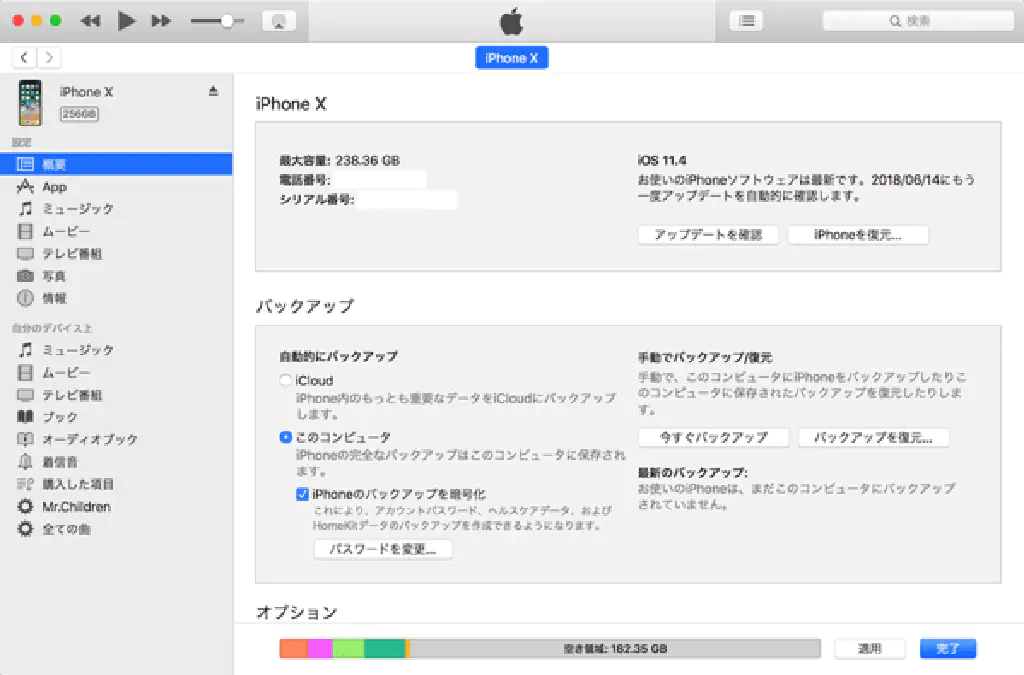 検索
iPhone X
iPhone X
256GB
設定
概要
App
ミュージック
ムービー
テレビ番組
写真
情報
自分のデバイス上
ミュージック
ムービー
テレビ番組
ブック
オーディオブック
着信音
購入した項目
Mr.Children
全ての曲
iPhone X
最大容量: 238.36 GB
電話番号:
シリアル番号:
iOS 11.4
お使いのiPhoneソフトウェアは最新です。2018/06/14にもう
一度アップデートを自動的に確認します。
アップデートを確認
iPhoneを復元...
バックアップ
自動的にバックアップ
iCloud
iPhone内のもっとも重要なデータをiCloudにバックアップ
します。
このコンピュータ
iPhoneの完全なバックアップはこのコンピュータに保存され
ます。
iPhoneのバックアップを暗号化
これにより、アカウントパスワード、ヘルスケアデータ、および
HomeKitデータのバックアップを作成できるようになります。
パスワードを変更...
手動でバックアップ/復元
手動で、このコンピュータにiPhoneをバックアップしたりこ
のコンピュータに保存されたバックアップを復元したりしま
す。
今すぐバックアップ
バックアップを復元...
最新のバックアップ:
お使いのiPhoneは、まだこのコンピュータにバックアップ
されていません。
オプション
空き領域: 182.35 GB
適用
完了